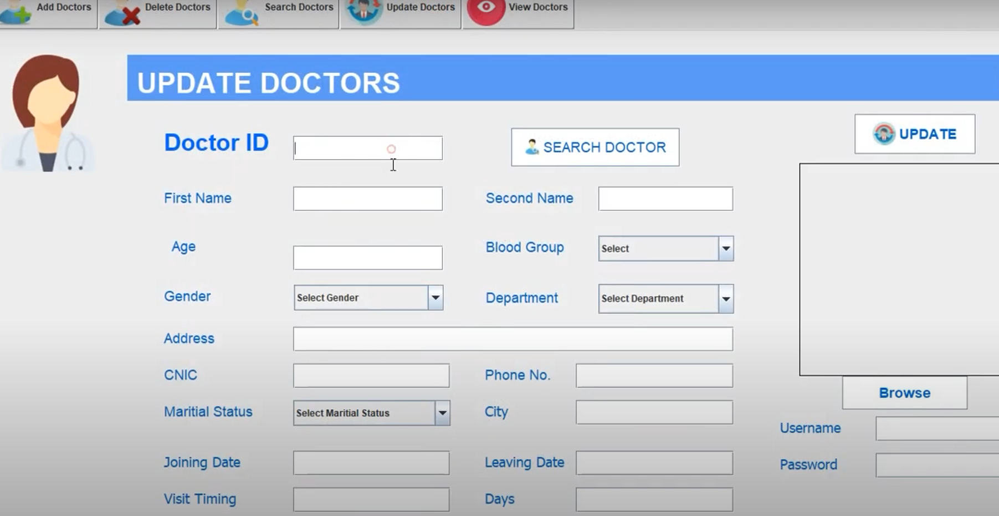 Add Doctors Delete Doctors Search Doctors Update Doctors View Doctors
UPDATE DOCTORS
Doctor ID SEARCH DOCTOR UPDATE
First Name Second Name
Age Blood Group Select
Gender Select Gender Department Select Department
Address
CNIC Phone No.
Browse
Maritial Status Select Maritial Status City
Username
Joining Date Leaving Date Password
Visit Timing Days